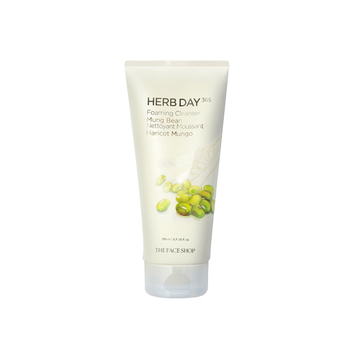 HERB DAY 365
Foaming Cleanser
Mung Bean
Nettoyant Moussant
Haricot Mungo
THE FACE SHOP